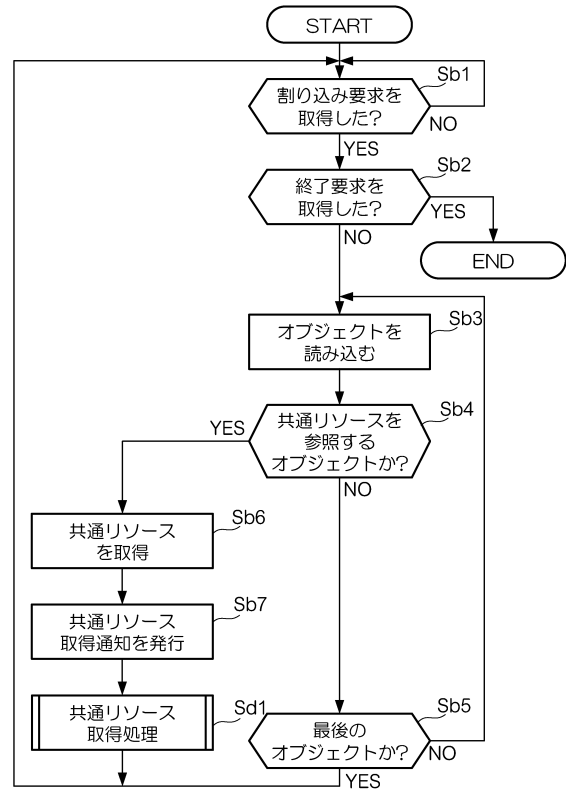 START
Sb1
割り込み要求を
取得した?
NO
YES
Sb2
終了要求を
取得した?
YES
NO
END
Sb3
オブジェクトを
読み込む
Sb4
共通リソースを
参照する
オブジェクトか?
YES
NO
Sb6
共通リソース
を取得
Sb7
共通リソース
取得通知を発行
Sd1
共通リソース
取得処理
Sb5
最後の
オブジェクトか?
NO
YES